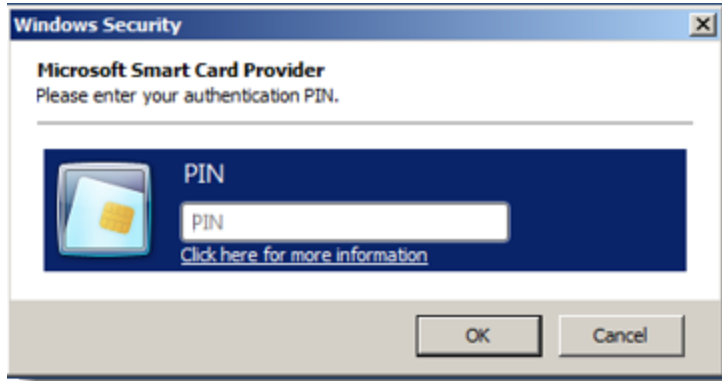 Windows Security
Microsoft Smart Card Provider
Please enter your authentication PIN.
PIN
PIN
Click here for more information
OK
Cancel